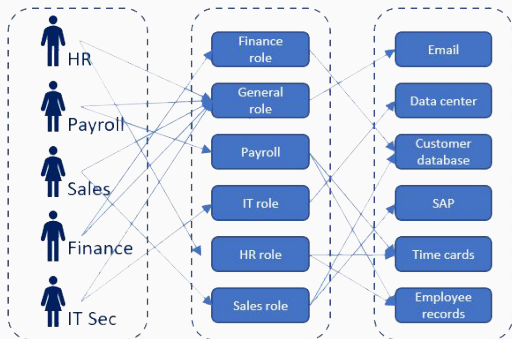 HR
Payroll
Sales
Finance
IT Sec
Finance
role
General
role
Payroll
IT role
HR role
Sales role
Email
Data center
Customer
database
SAP
Time cards
Employee
records